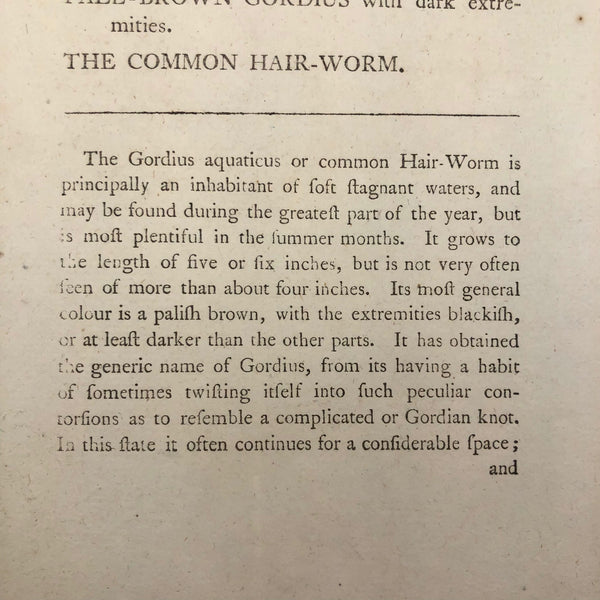 PALE-BROWN GORDIUS with dark extre-
mities.
THE COMMON HAIR-WORM.
The Gordius aquaticus or common Hair-Worm is
principally an inhabitant of ſoft ſtagnant waters, and
may be found during the greateſt part of the year, but
is moſt plentiful in the ſummer months. It grows to
the length of five or ſix inches, but is not very often
ſeen of more than about four inches. Its moſt general
colour is a paliſh brown, with the extremities blackiſh,
or at leaſt darker than the other parts. It has obtained
the generic name of Gordius, from its having a habit
of ſometimes twiſting itſelf into ſuch peculiar con-
torſions as to reſemble a complicated or Gordian knot.
In this ſtate it often continues for a conſiderable ſpace;
and